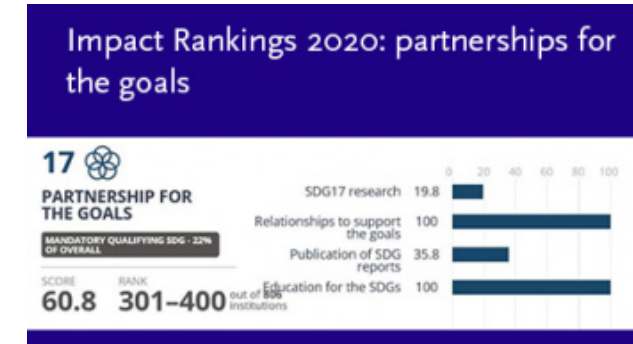 Impact Rankings 2020: partnerships for
the goals
17
PARTNERSHIP FOR
THE GOALS
MANDATORY QUALIFYING SDG - 22%
OF OVERALL
SCORE
60.8
RANK
301–400
out of 806
institutions
0 20 40 60 80 100
SDG17 research 19.8
Relationships to support 100
the goals
Publication of SDG 35.8
reports
Education for the SDGs 100